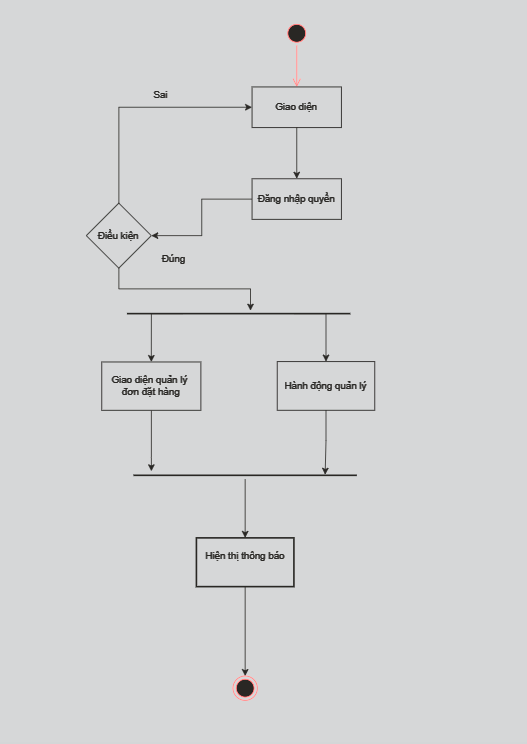 Sai
Giao diện
Đăng nhập quyền
Điều kiện
Đúng
Giao diện quản lý
đơn đặt hàng
Hành động quản lý
Hiện thị thông báo